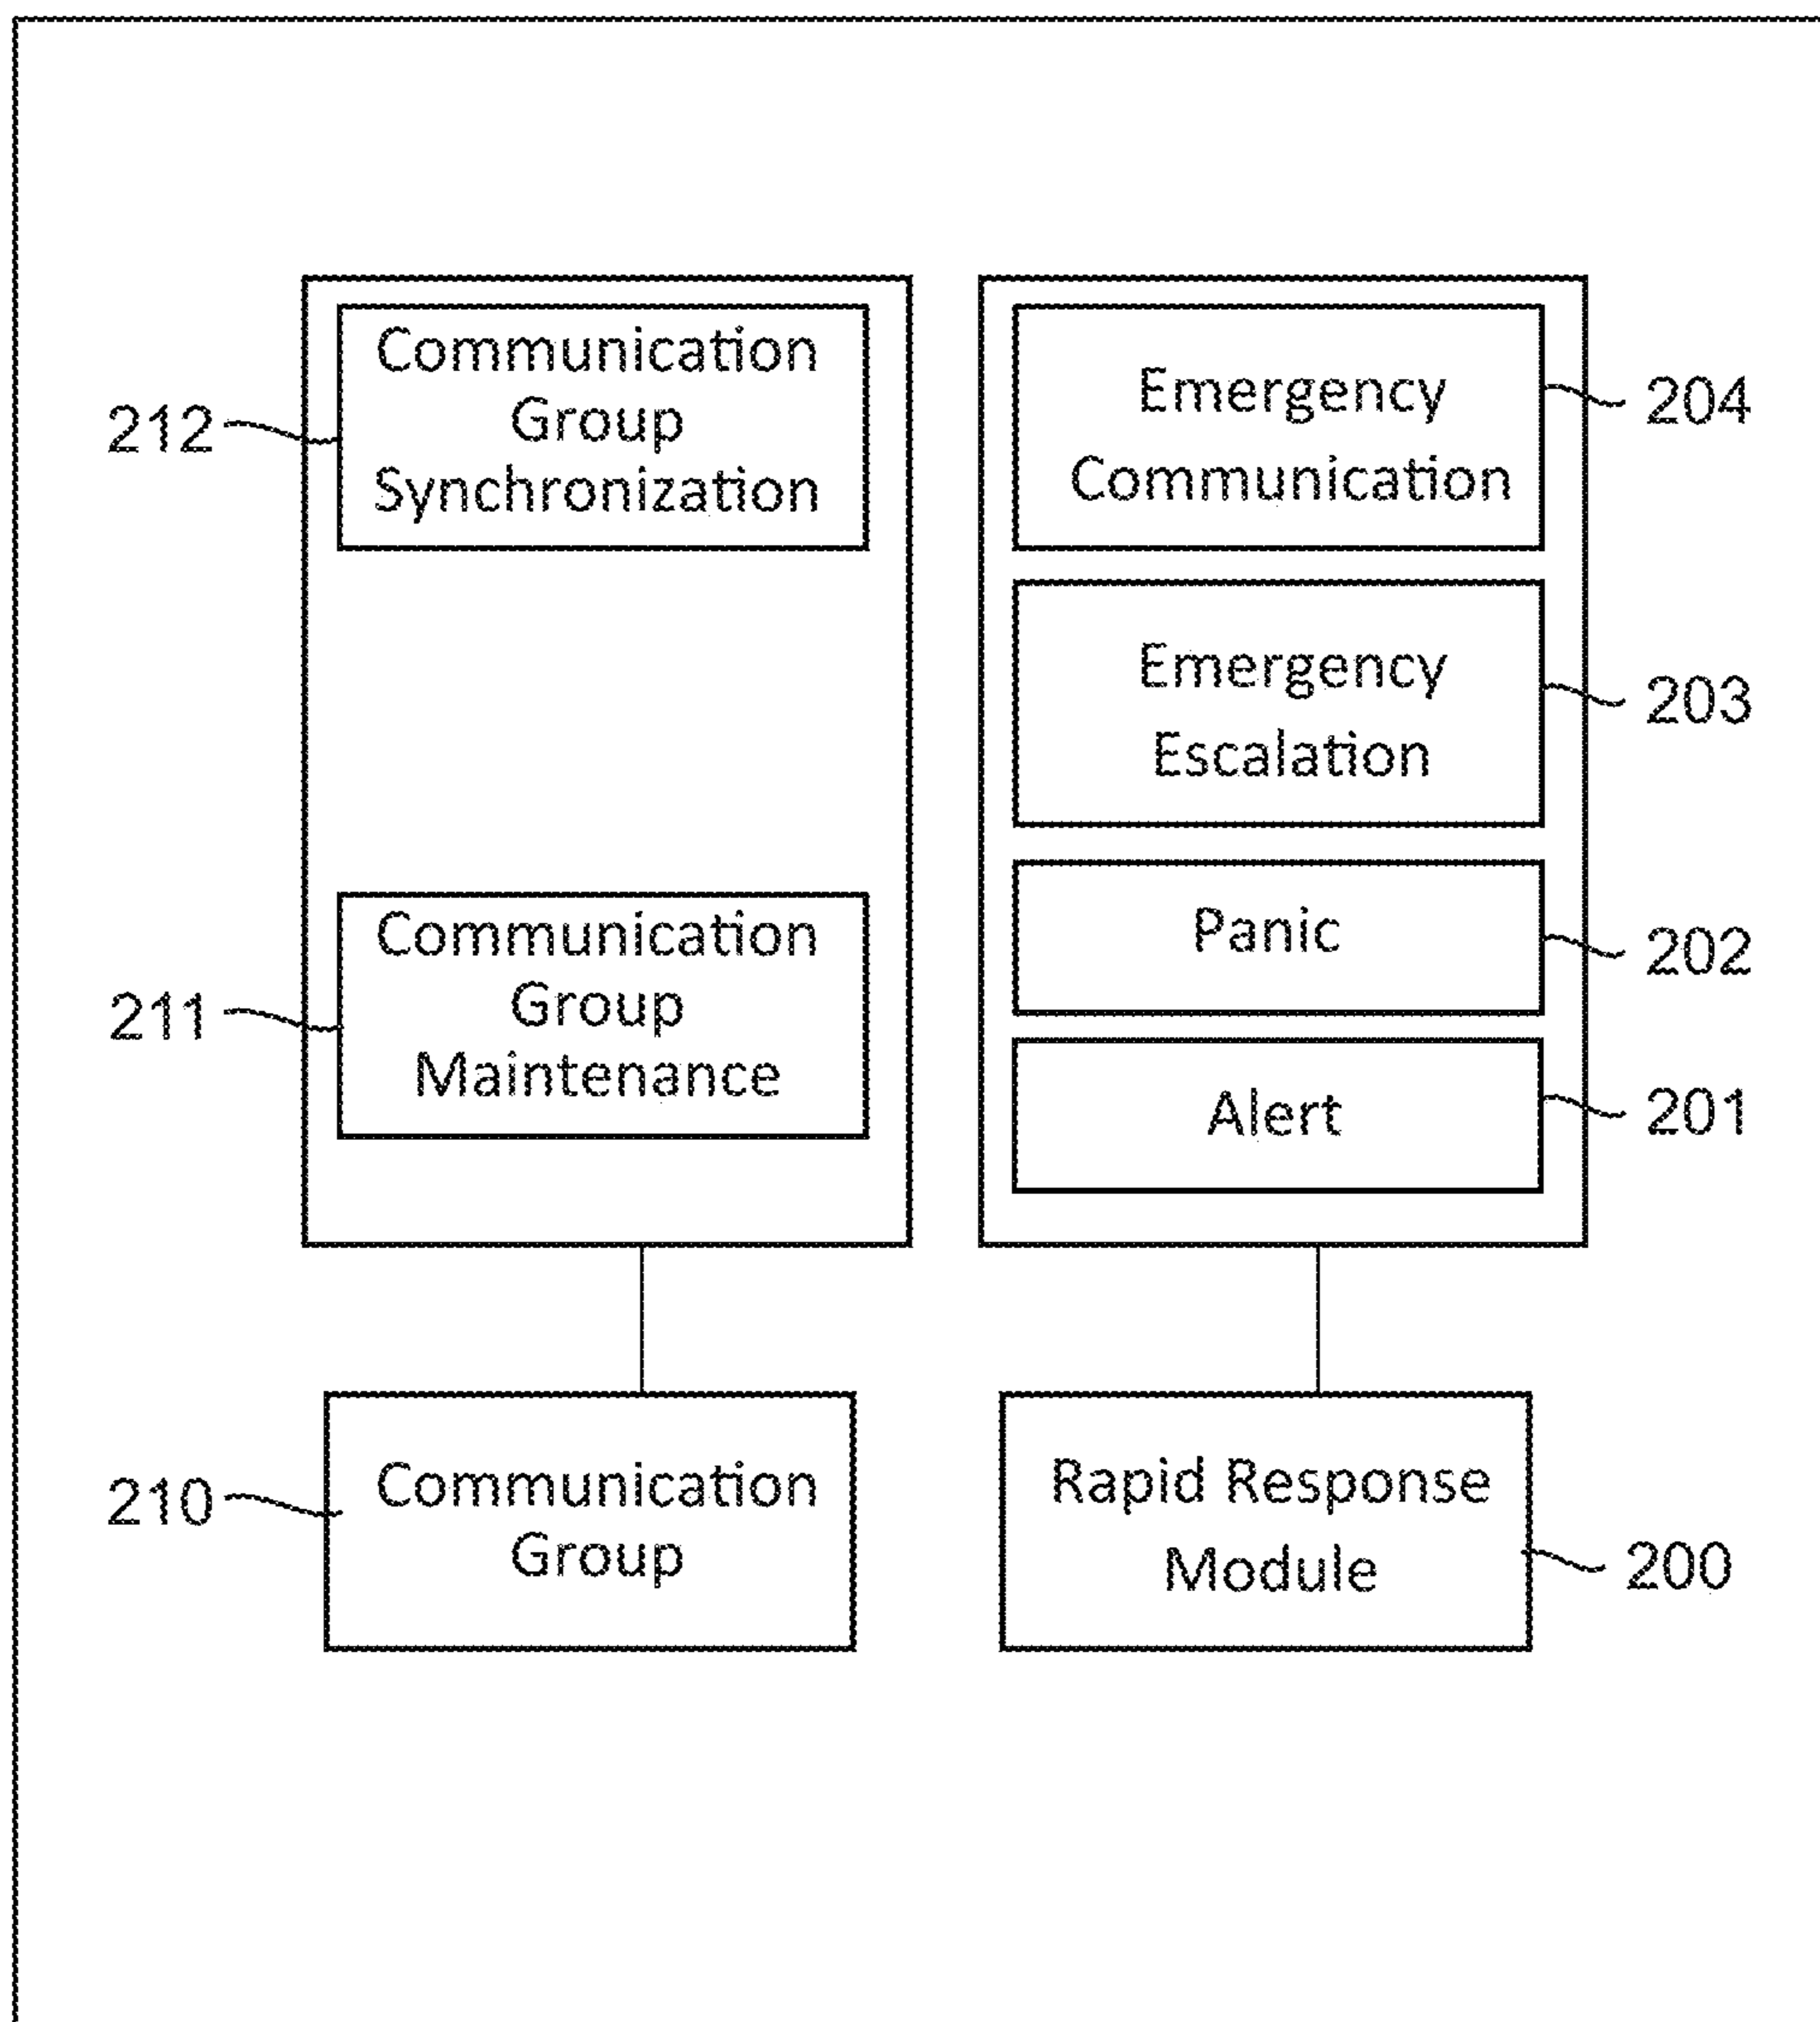 Communication
Group
Synchronization
212
Emergency
Communication
204
Emergency
Escalation
203
Communication
Group
Maintenance
211
Panic
202
Alert
201
Communication
Group
210
Rapid Response
Module
200